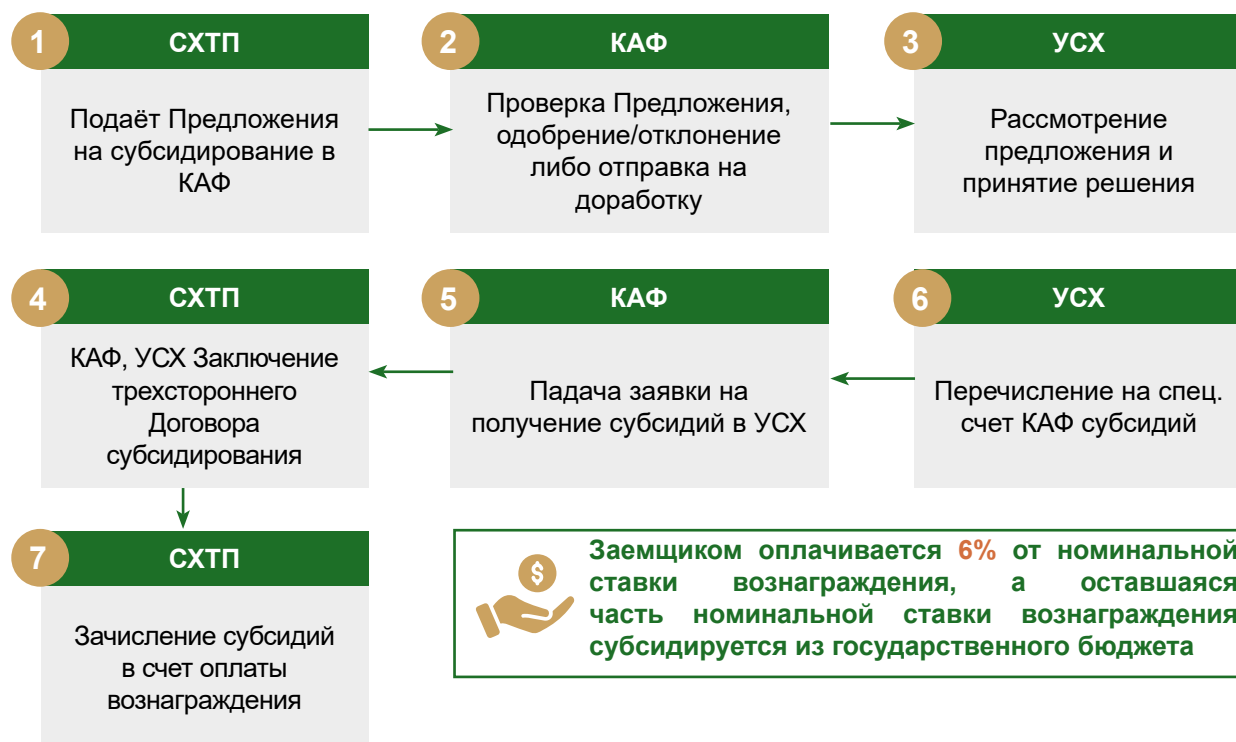 1
СХТП
Подаёт Предложения
на субсидирование в
КАФ
2
КАФ
Проверка Предложения,
одобрение/отклонение
либо отправка на
доработку
3
УСХ
Рассмотрение
предложения и
принятие решения
4
СХТП
КАФ, УСХ Заключение
трехстороннего
Договора
субсидирования
5
КАФ
Падача заявки на
получение субсидий в УСХ
6
УСХ
Перечисление на спец.
счет КАФ субсидий
7
СХТП
Зачисление субсидий
в счет оплаты
вознаграждения
$
Заемщиком оплачивается 6% от номинальной
ставки вознаграждения, а оставшаяся
часть номинальной ставки вознаграждения
субсидируется из государственного бюджета